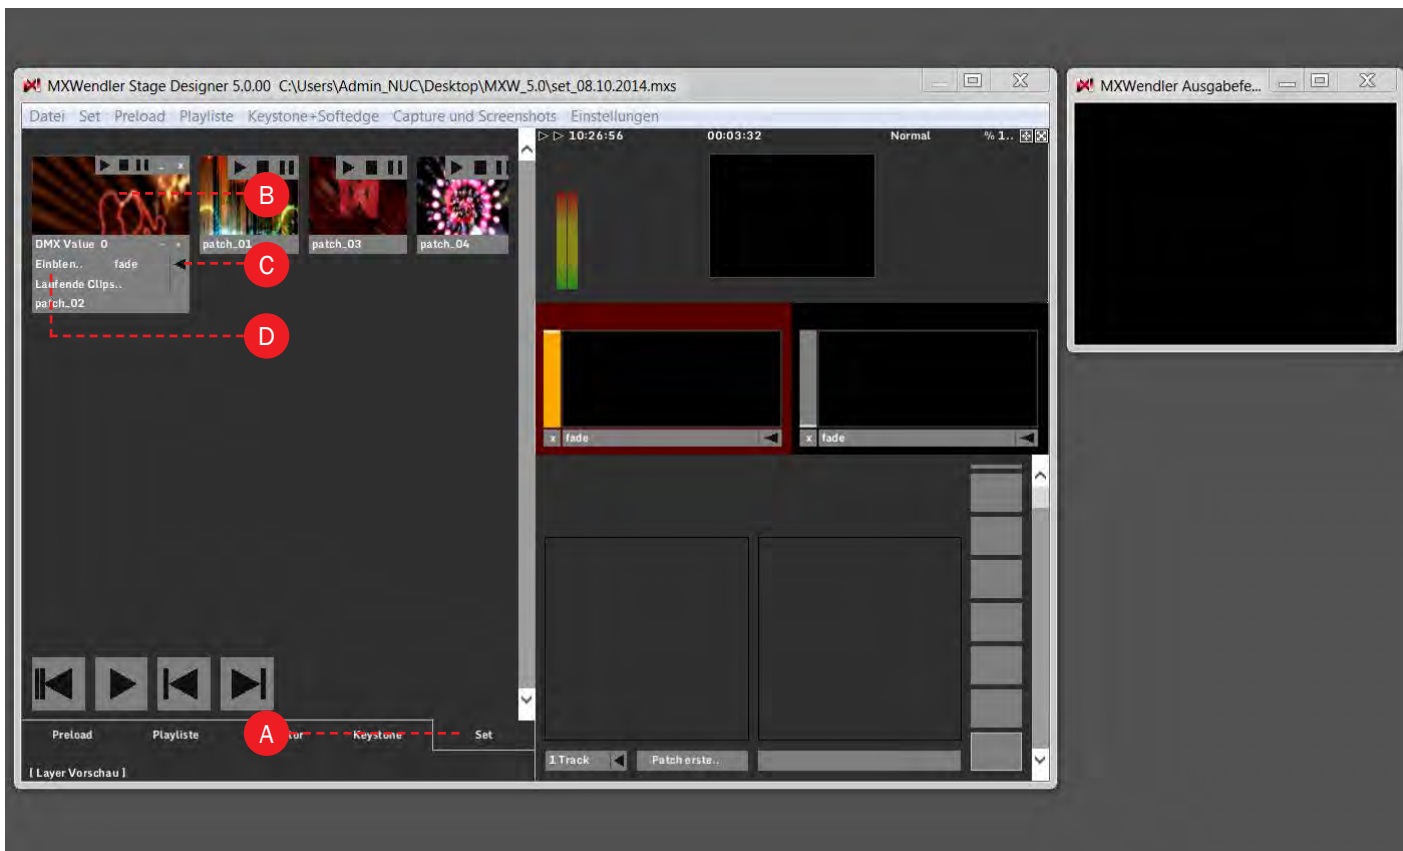 MXWendler Stage Designer 5.0.00 C:\Users\Admin_NUC\Desktop\MXW_5.0\set_08.10.2014.mxs
MXWendler Ausgabefe...
Datei Set Preload Playliste Keystone+Softedge Capture und Screenshots Einstellungen
10:26:56 00:03:32 Normal % 1..
B
DMX Value 0
patch_01
patch_03
patch_04
Einblen.. fade
C
Laufende Clips..
patch_02
D
x fade
x fade
Preload Playliste A Keystone Set
1 Track Patch erste..
[ Layer Vorschau ]